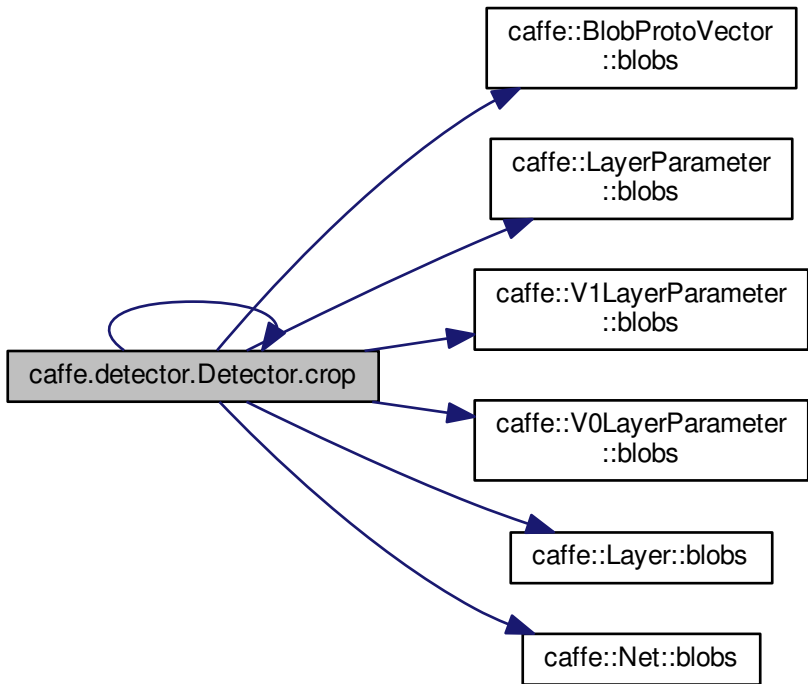 caffe::BlobProtoVector
::blobs
caffe::LayerParameter
::blobs
caffe::V1LayerParameter
::blobs
caffe.detector.Detector.crop
caffe::V0LayerParameter
::blobs
caffe::Layer::blobs
caffe::Net::blobs